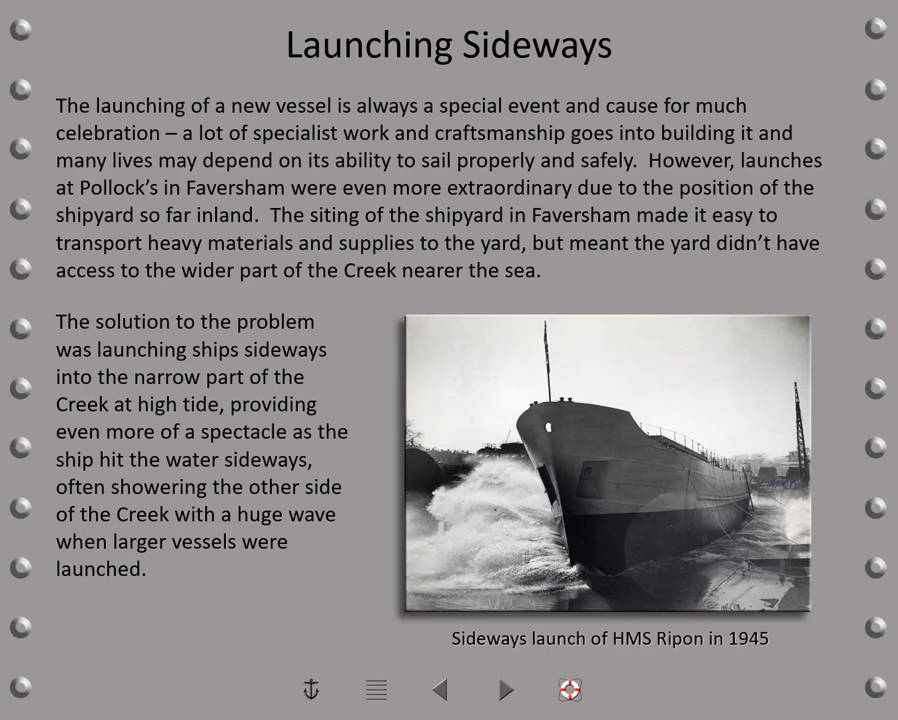 Launching Sideways
The launching of a new vessel is always a special event and cause for much
celebration – a lot of specialist work and craftsmanship goes into building it and
many lives may depend on its ability to sail properly and safely.  However, launches
at Pollock’s in Faversham were even more extraordinary due to the position of the
shipyard so far inland.  The siting of the shipyard in Faversham made it easy to
transport heavy materials and supplies to the yard, but meant the yard didn’t have
access to the wider part of the Creek nearer the sea.
The solution to the problem
was launching ships sideways
into the narrow part of the
Creek at high tide, providing
even more of a spectacle as the
ship hit the water sideways,
often showering the other side
of the Creek with a huge wave
when larger vessels were
launched.
Sideways launch of HMS Ripon in 1945